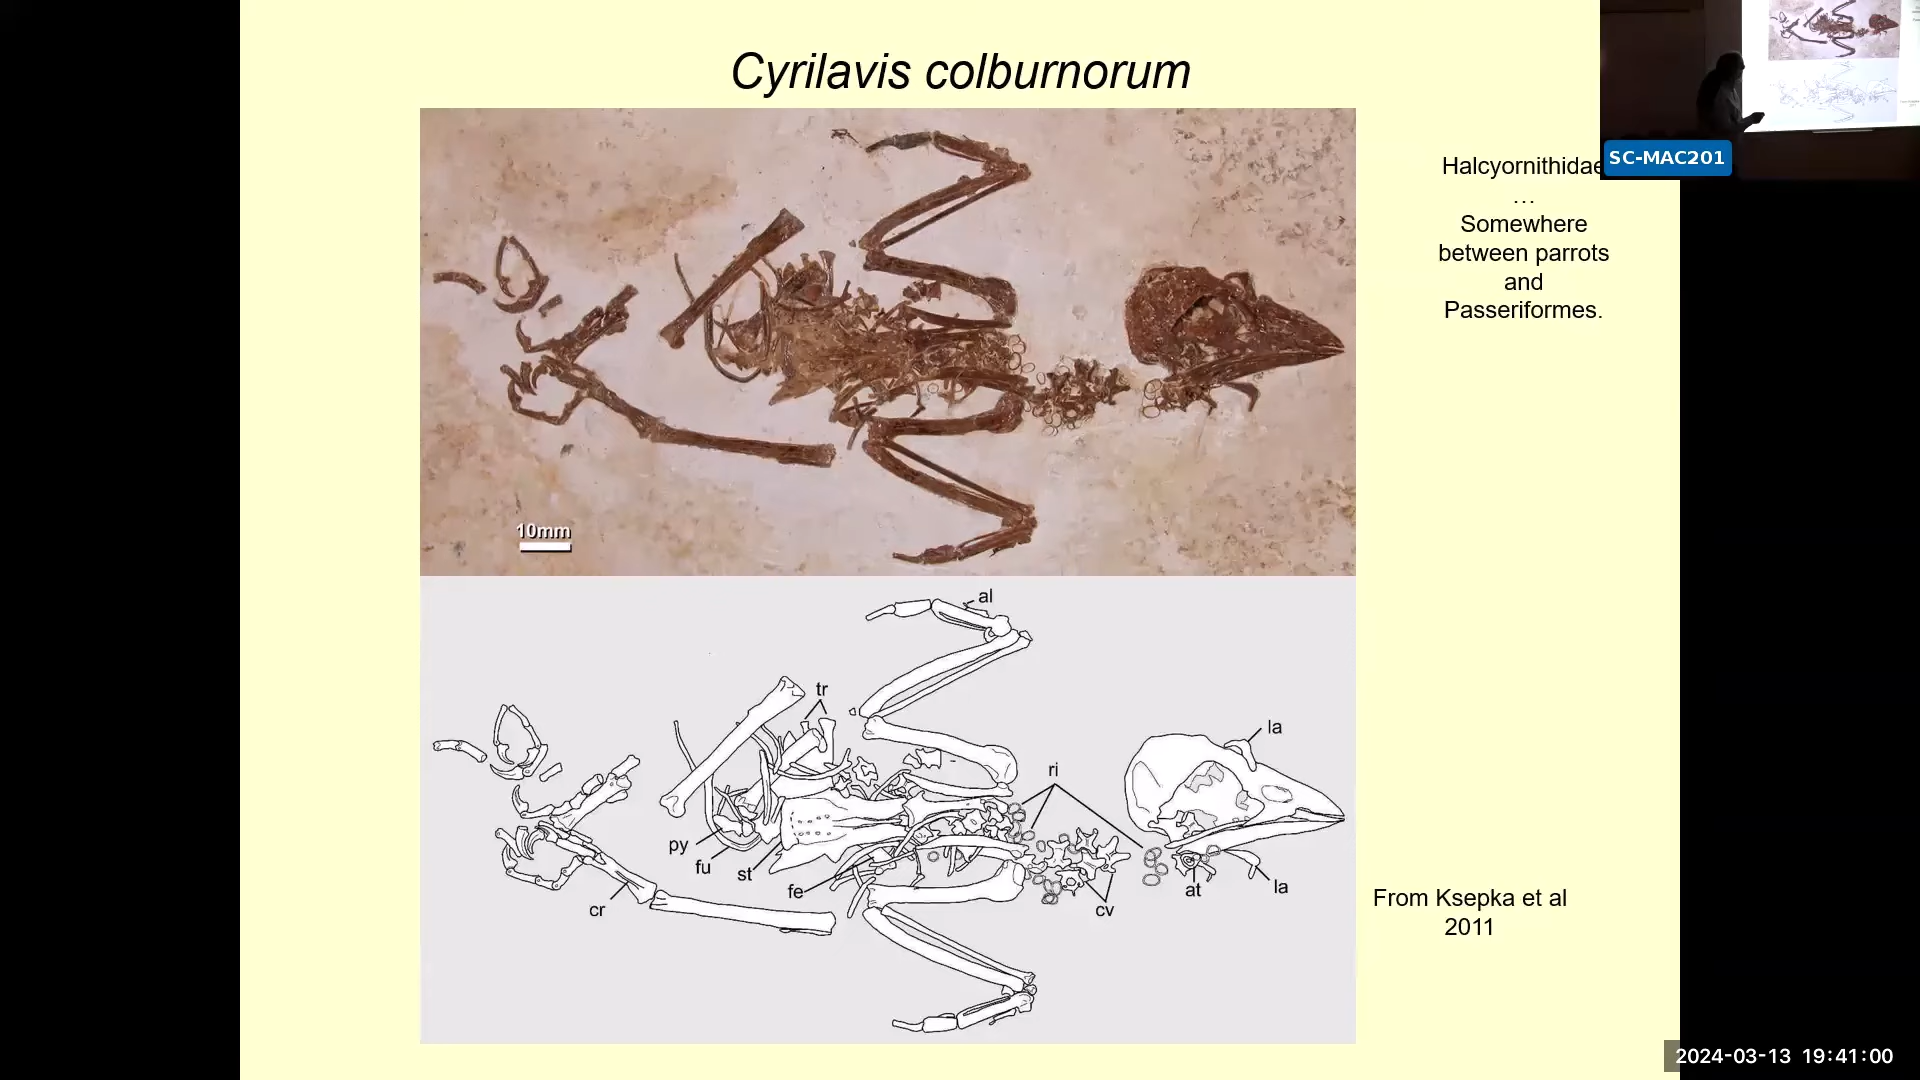 Cyrilavis colburnorum
SC-MAC201
Halcyornithidae
...
Somewhere
between parrots
and
Passeriformes.
10mm
al
tr
la
ri
py
fu
st
fe
cr
cv
at
la
From Ksepka et al
2011
2024-03-13 19:41:00